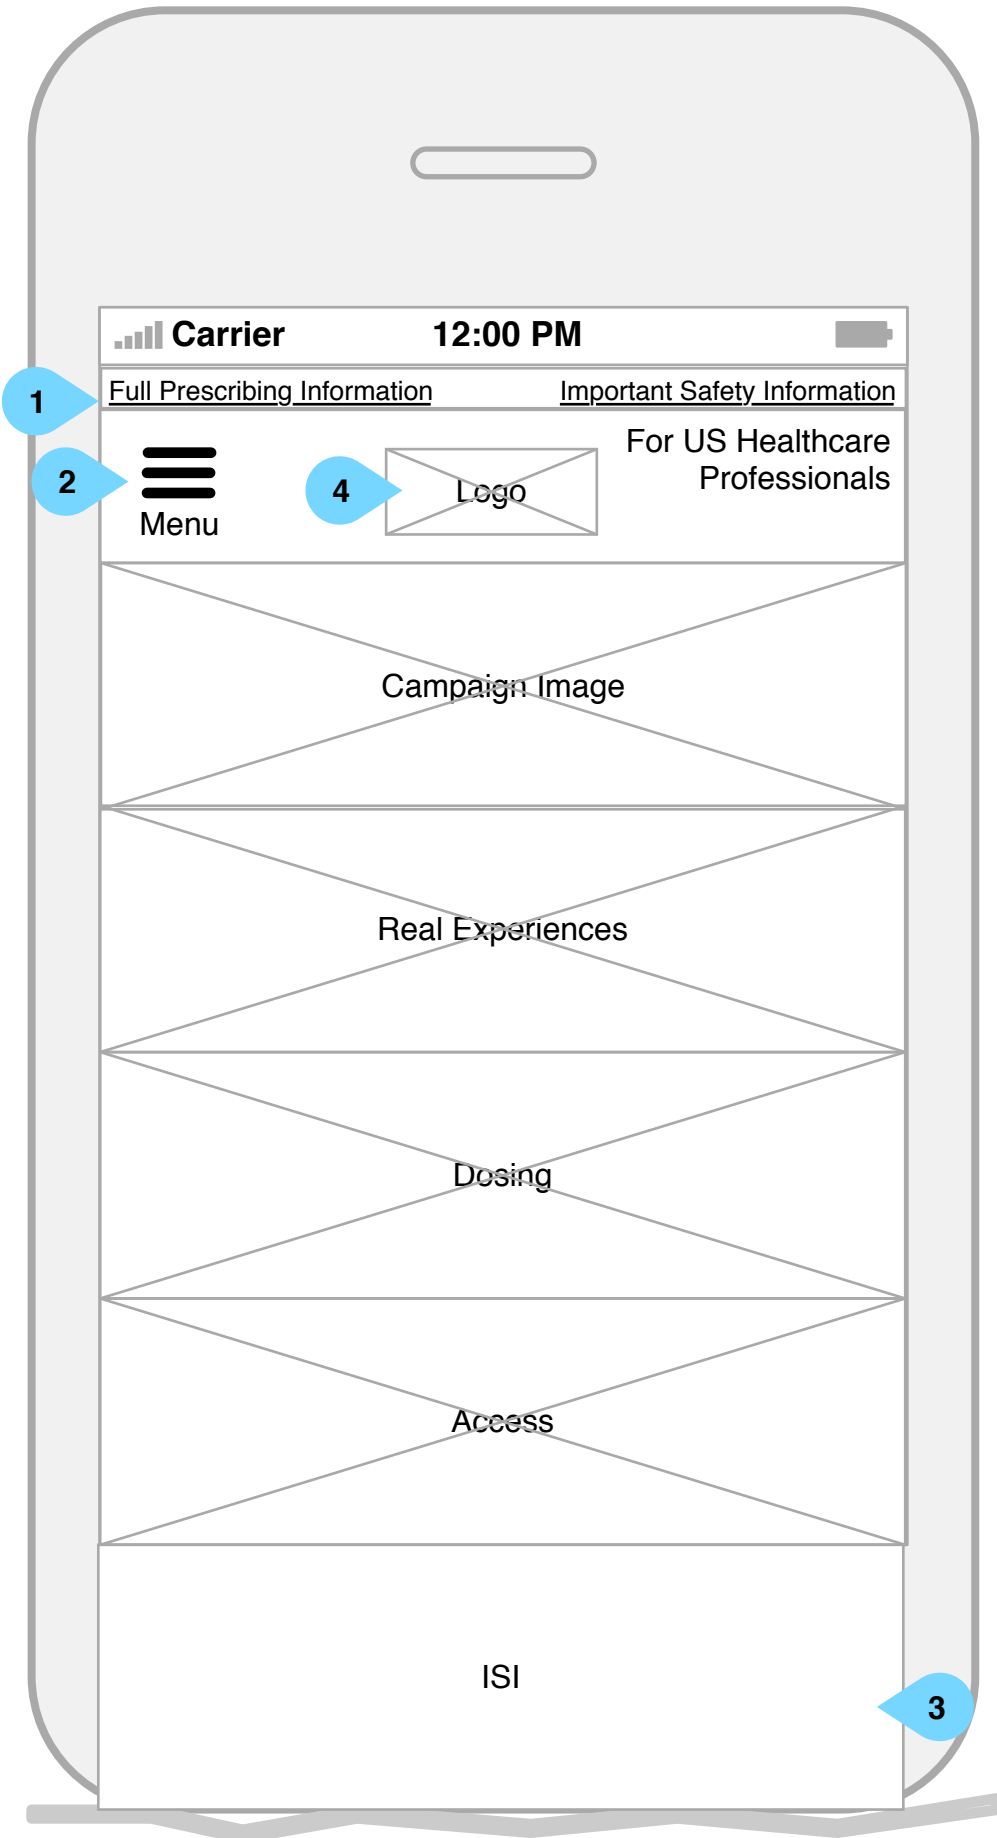 Carrier 12:00 PM
1
Full Prescribing Information Important Safety Information
For US Healthcare
Professionals
2
4
Logo
Menu
Campaign Image
Real Experiences
Dosing
Access
ISI
3